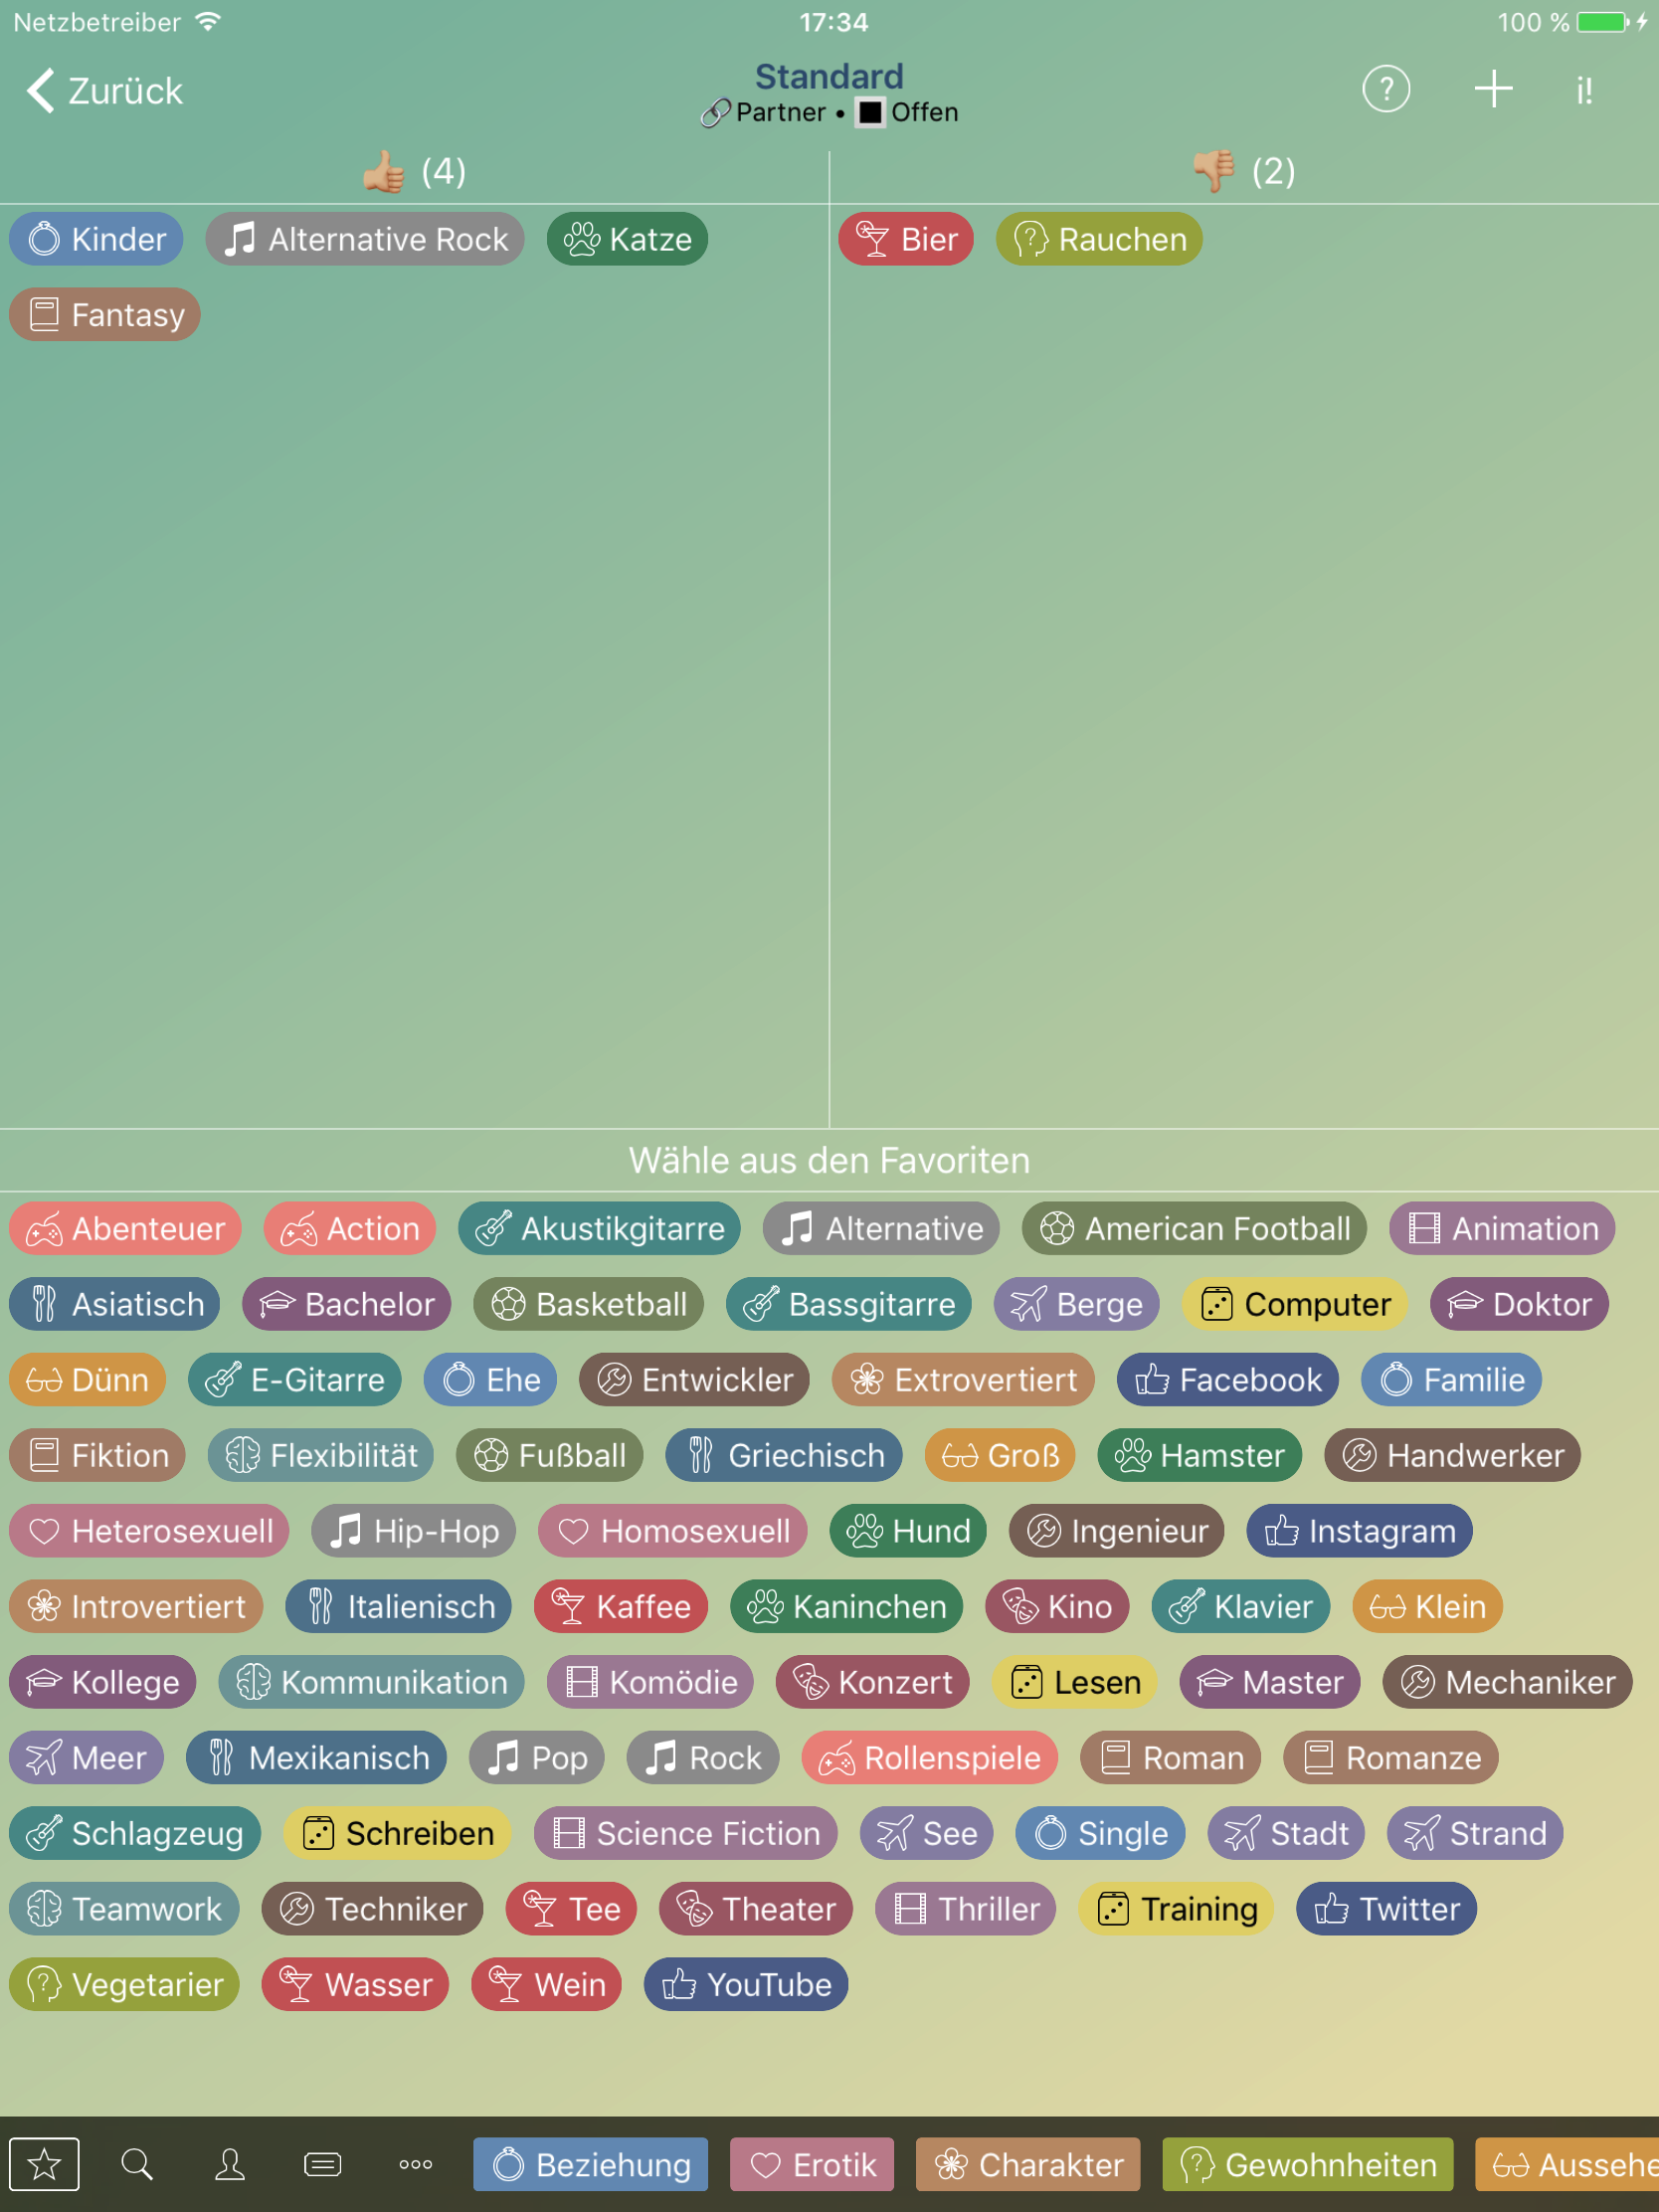 Netzbetreiber 17:34 100 %
Zurück Standard ? i!
Partner • Offen
(4) (2)
Kinder Alternative Rock Katze Bier Rauchen
Fantasy
Wähle aus den Favoriten
Abenteuer Action Akustikgitarre Alternative American Football Animation
Asiatisch Bachelor Basketball Bassgitarre Berge Computer Doktor
Dünn E-Gitarre Ehe Entwickler Extrovertiert Facebook Familie
Fiktion Flexibilität Fußball Griechisch Groß Hamster Handwerker
Heterosexuell Hip-Hop Homosexuell Hund Ingenieur Instagram
Introvertiert Italienisch Kaffee Kaninchen Kino Klavier Klein
Kollege Kommunikation Komödie Konzert Lesen Master Mechaniker
Meer Mexikanisch Pop Rock Rollenspiele Roman Romanze
Schlagzeug Schreiben Science Fiction See Single Stadt Strand
Teamwork Techniker Tee Theater Thriller Training Twitter
Vegetarier Wasser Wein YouTube
Beziehung Erotik Charakter Gewohnheiten Aussehe